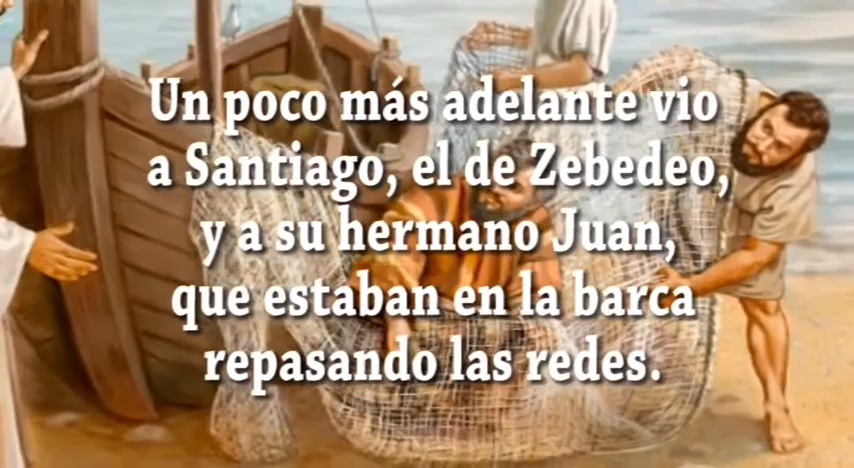 Un poco más adelante vio
a Santiago, el de Zebedeo,
y a su hermano Juan,
que estaban en la barca
repasando las redes.